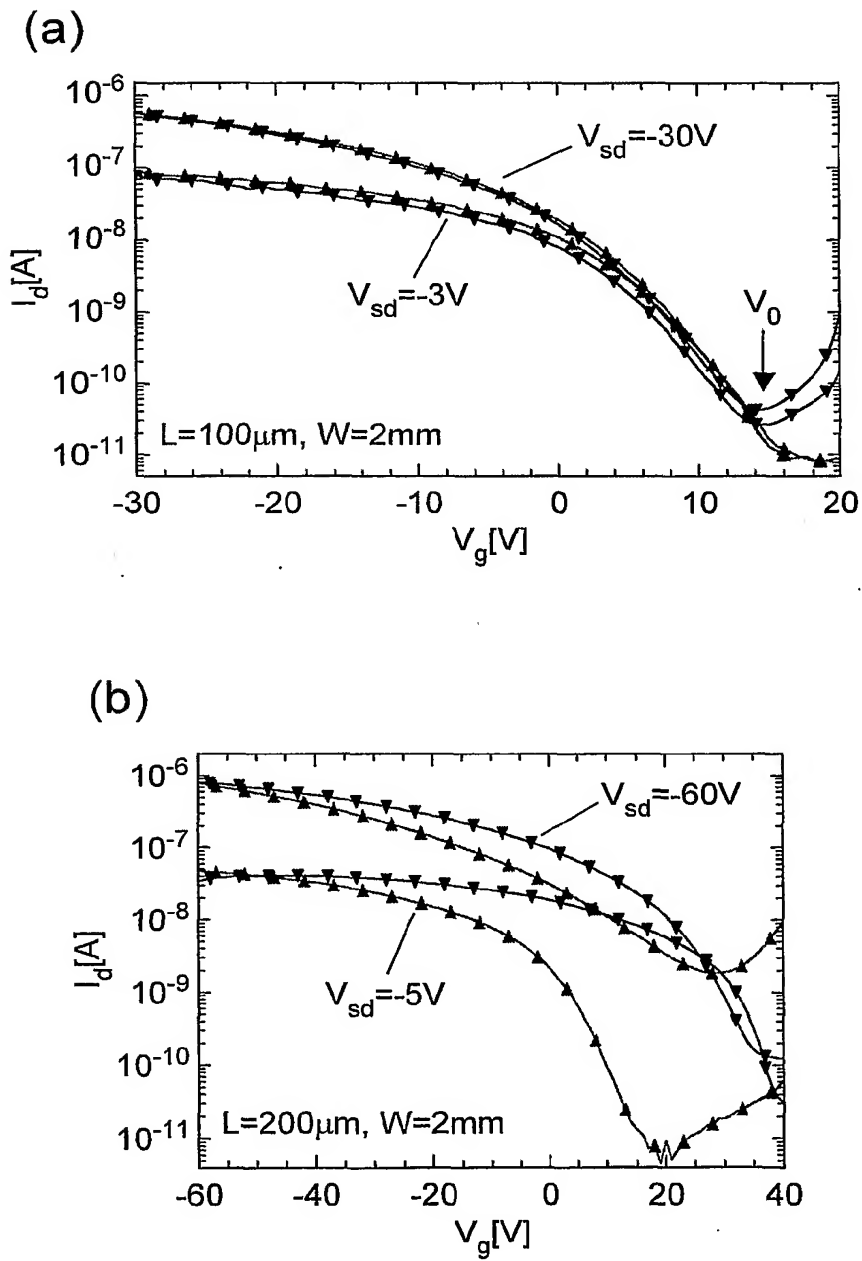 (a)
10⁻⁶
10⁻⁷
10⁻⁸
10⁻⁹
10⁻¹⁰
10⁻¹¹
I_d[A]
V_sd=-30V
V_sd=-3V
V_0
L=100μm, W=2mm
-30 -20 -10 0 10 20
V_g[V]
(b)
10⁻⁶
10⁻⁷
10⁻⁸
10⁻⁹
10⁻¹⁰
10⁻¹¹
I_d[A]
V_sd=-60V
V_sd=-5V
L=200μm, W=2mm
-60 -40 -20 0 20 40
V_g[V]